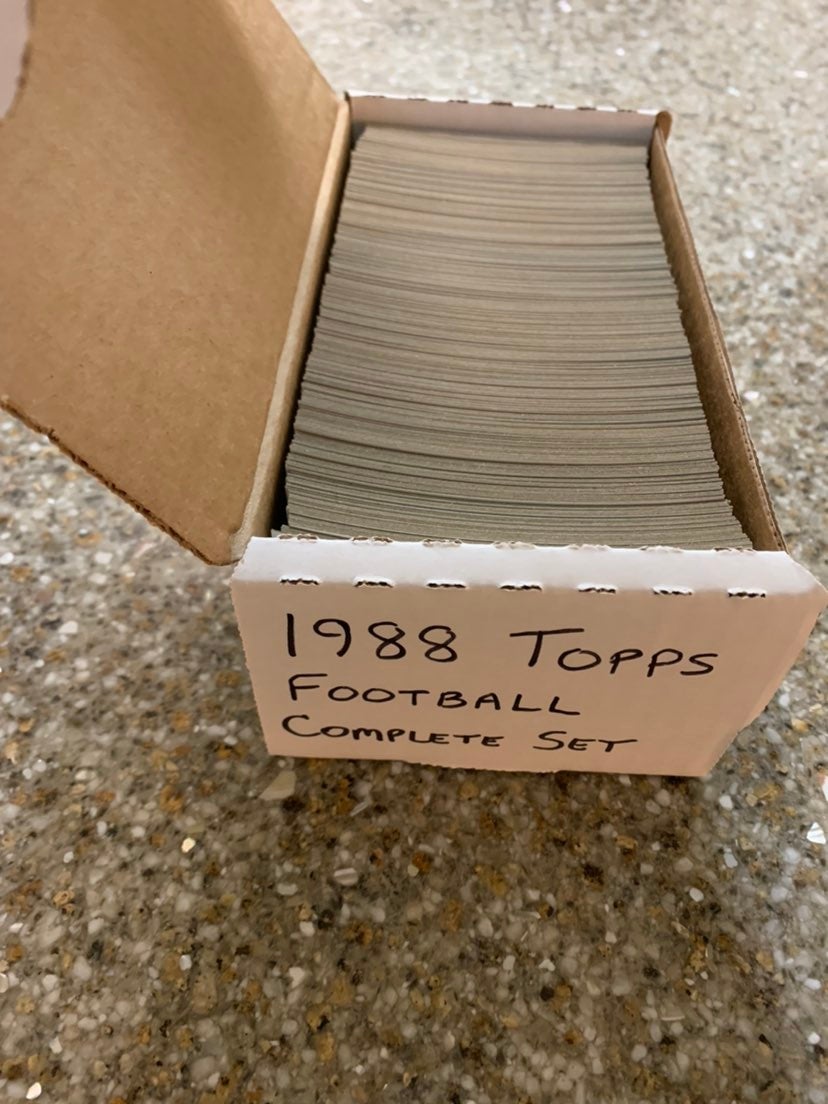 1988 TOPPS
FOOTBALL
COMPLETE SET